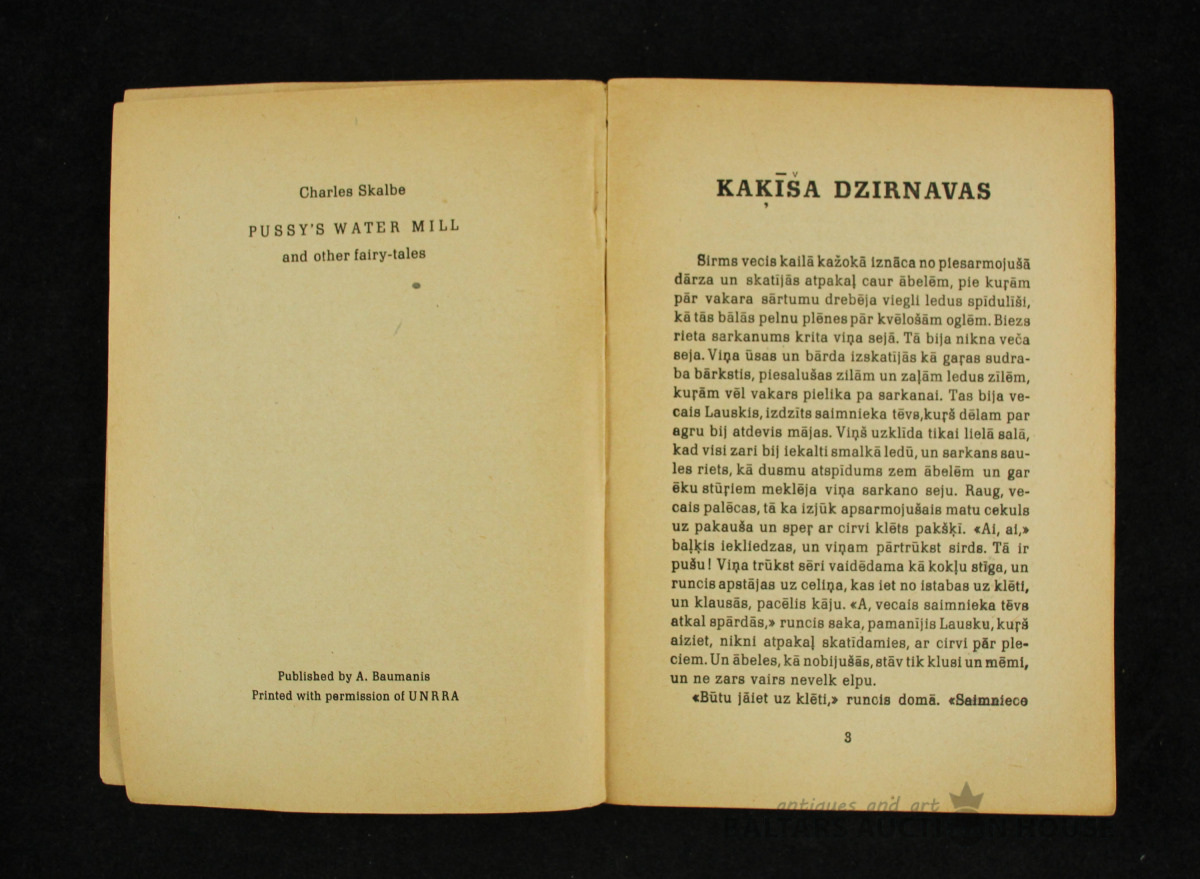 Charles Skalbe
PUSSY'S WATER MILL
and other fairy-tales
Published by A. Baumanis
Printed with permission of UNRRA
KAĶĪŠA DZIRNAVAS
Sirms vecis kailā kažokā iznāca no piesarmojušā
dārza un skatījās atpakaļ caur ābelēm, pie kuŗām
pār vakara sārtumu drebēja viegli ledus spīdulīši,
kā tās bālās pelnu plēnes pār kvēlošām oglēm. Biezs
rieta sarkanums krita viņa sejā. Tā bija nikna veča
seja. Viņa ūsas un bārda izskatījās kā gaŗas sudra-
ba bārkstis, piesalušas zilām un zaļām ledus zīlēm,
kuŗām vēl vakars pielika pa sarkanai. Tas bija ve-
cais Lauskis, izdzīts saimnieka tēvs,kuŗš dēlam par
agru bij atdevis mājas. Viņš uzklīda tikai lielā salā,
kad visi zari bij iekalti smalkā ledū, un sarkans sau-
les riets, kā dusmu atspīdums zem ābelēm un gar
ēku stūŗiem meklēja viņa sarkano seju. Raug, ve-
cais palēcas, tā ka izjūk apsarmojušais matu cekuls
uz pakauša un speŗ ar cirvi klēts pakšķī. «Ai, ai,»
baļķis iekliedzas, un viņam pārtrūkst sirds. Tā ir
pušu! Viņa trūkst sēri vaidēdama kā kokļu stīga, un
runcis apstājas uz celiņa, kas iet no istabas uz klēti,
un klausās, pacēlis kāju. «A, vecais saimnieka tēvs
atkal spārdās,» runcis saka, pamanījis Lausku, kuŗš
aiziet, nikni atpakaļ skatīdamies, ar cirvi pār ple-
ciem. Un ābeles, kā nobijušās, stāv tik klusi un mēmi,
un ne zars vairs nevelk elpu.
«Būtu jāiet uz klēti,» runcis domā. «Saimniece
3
antiques and art
BALTARS AUCTION HOUSE